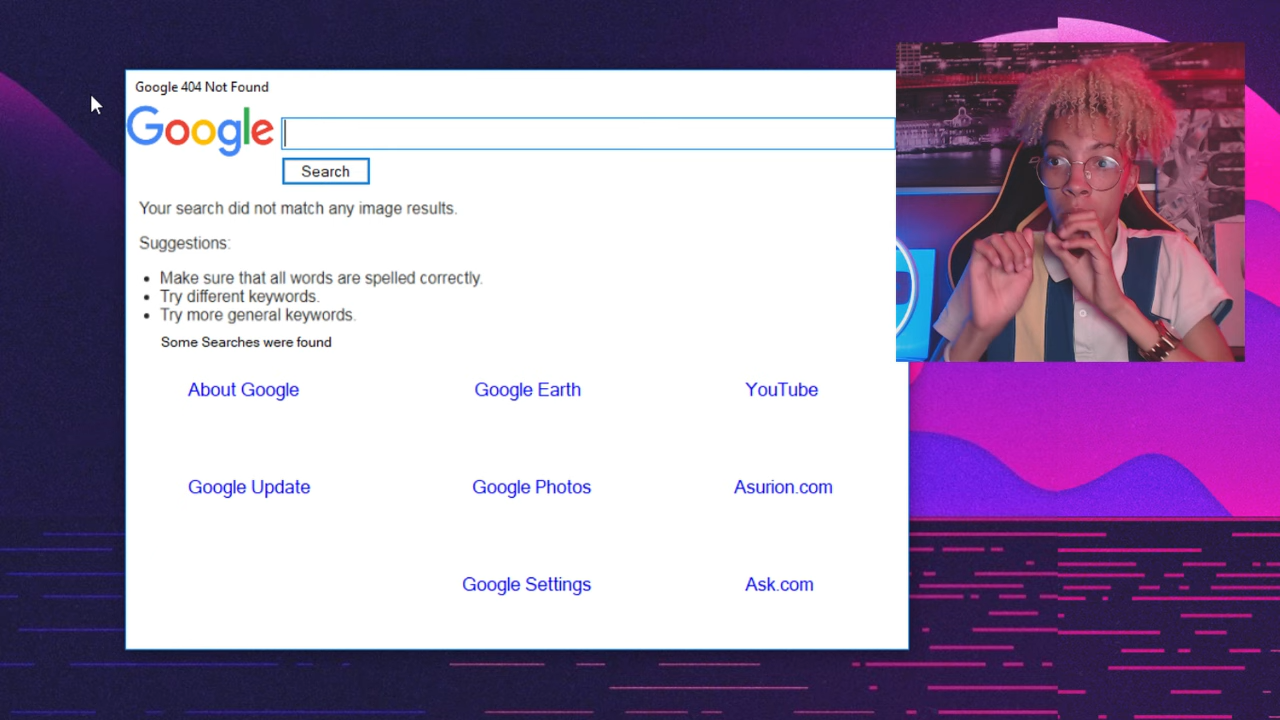 Google 404 Not Found
Google
Search
Your search did not match any image results.
Suggestions:
Make sure that all words are spelled correctly.
Try different keywords.
Try more general keywords.
Some Searches were found
About Google Google Earth YouTube
Google Update Google Photos Asurion.com
Google Settings Ask.com